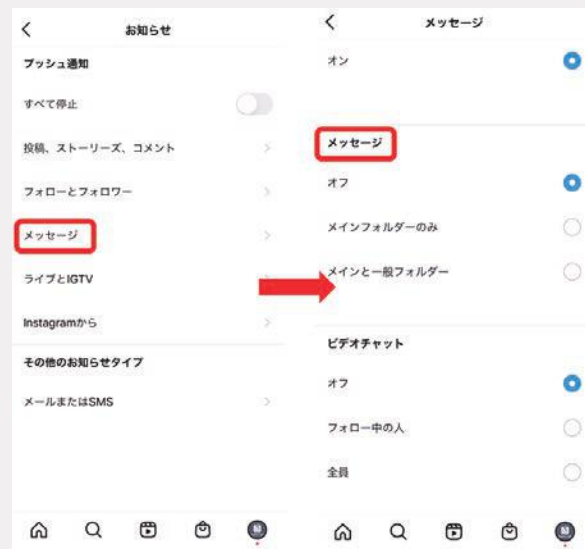 お知らせ
プッシュ通知
すべて停止
投稿、ストーリーズ、コメント
フォローとフォロワー
メッセージ
ライブとIGTV
Instagramから
その他のお知らせタイプ
メールまたはSMS
メッセージ
オン
メッセージ
オフ
メインフォルダーのみ
メインと一般フォルダー
ビデオチャット
オフ
フォロー中の人
全員